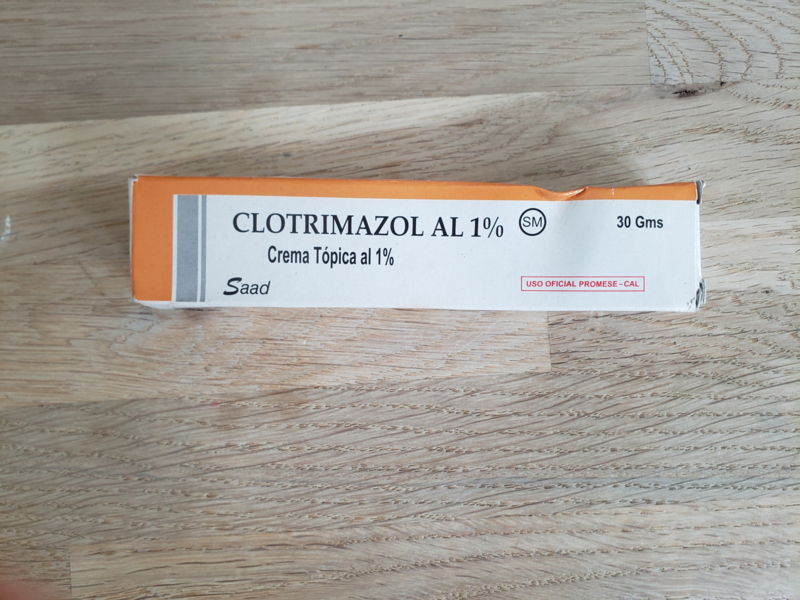 CLOTRIMAZOL AL 1% SM 30 Gms
Crema Tópica al 1%
Saad
USO OFICIAL PROMESE - CAL